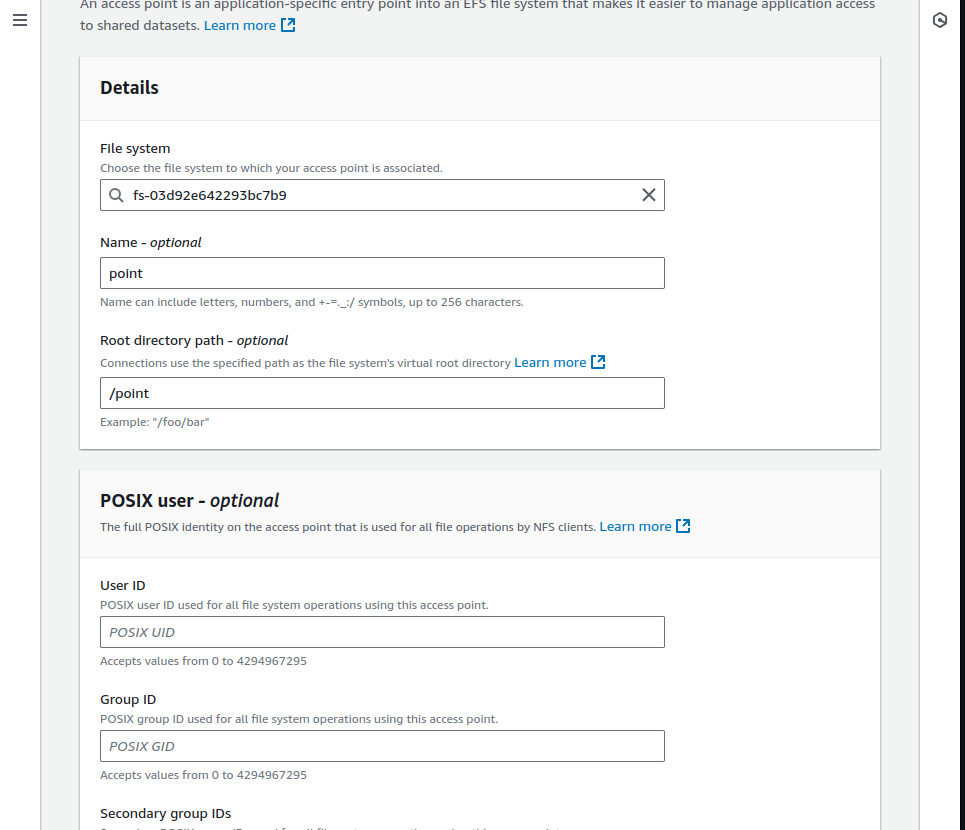 An access point is an application-specific entry point into an EFS file system that makes it easier to manage application access
to shared datasets. Learn more
Details
File system
Choose the file system to which your access point is associated.
fs-03d92e642293bc7b9
Name - optional
point
Name can include letters, numbers, and +-=._:/ symbols, up to 256 characters.
Root directory path - optional
Connections use the specified path as the file system's virtual root directory Learn more
/point
Example: "/foo/bar"
POSIX user - optional
The full POSIX identity on the access point that is used for all file operations by NFS clients. Learn more
User ID
POSIX user ID used for all file system operations using this access point.
POSIX UID
Accepts values from 0 to 4294967295
Group ID
POSIX group ID used for all file system operations using this access point.
POSIX GID
Accepts values from 0 to 4294967295
Secondary group IDs